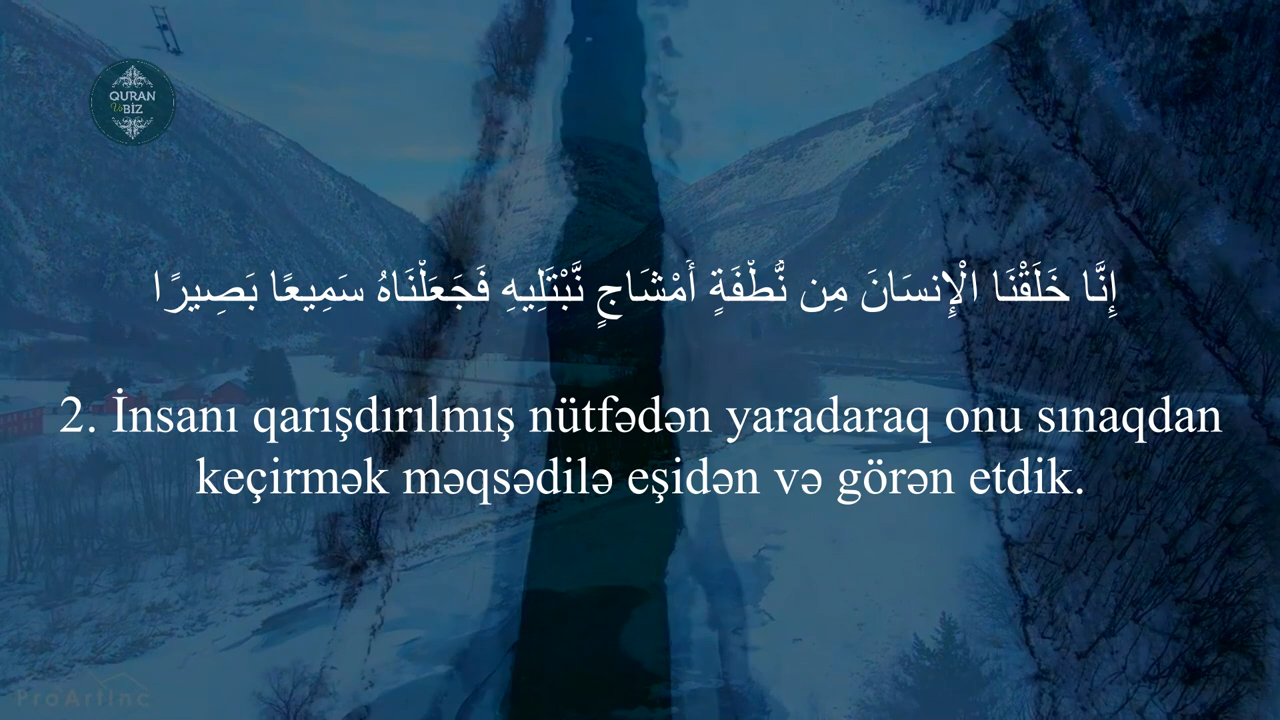 QURAN
Və
BİZ
إِنَّا خَلَقْنَا الْإِنسَانَ مِن نُّطْفَةٍ أَمْشَاجٍ نَّبْتَلِيهِ فَجَعَلْنَاهُ سَمِيعًا بَصِيرًا
2. İnsanı qarışdırılmış nütfədən yaradaraq onu sınaqdan
keçirmək məqsədilə eşidən və görən etdik.
ProArtInc